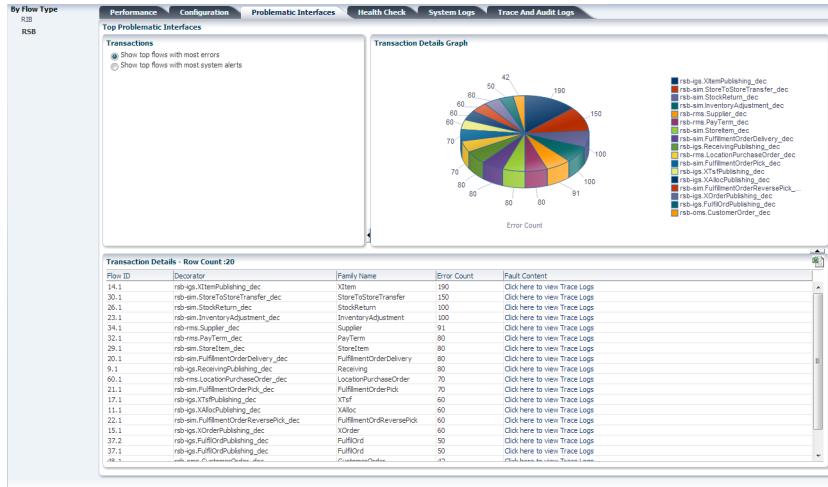 By Flow Type
RIB
RSB
Performance
Configuration
Problematic Interfaces
Health Check
System Logs
Trace And Audit Logs
Top Problematic Interfaces
Transactions
Show top flows with most errors
Show top flows with most system alerts
Transaction Details Graph
42
50
60
60
60
60
70
70
80
80
80
80
91
100
100
150
190
Error Count
rsb-igs.XItemPublishing_dec
rsb-sim.StoreToStoreTransfer_dec
rsb-sim.StockReturn_dec
rsb-sim.InventoryAdjustment_dec
rsb-rms.Supplier_dec
rsb-rms.PayTerm_dec
rsb-sim.StoreItem_dec
rsb-sim.FulfillmentOrderDelivery_dec
rsb-igs.ReceivingPublishing_dec
rsb-rms.LocationPurchaseOrder_dec
rsb-sim.FulfillmentOrderPick_dec
rsb-igs.XTsfPublishing_dec
rsb-igs.XAllocPublishing_dec
rsb-sim.FulfillmentOrderReversePick_...
rsb-igs.XOrderPublishing_dec
rsb-igs.FulfilOrdPublishing_dec
rsb-oms.CustomerOrder_dec
Transaction Details - Row Count :20
Flow ID Decorator Family Name Error Count Fault Content
14.1 rsb-igs.XItemPublishing_dec XItem 190 Click here to view Trace Logs
30.1 rsb-sim.StoreToStoreTransfer_dec StoreToStoreTransfer 150 Click here to view Trace Logs
26.1 rsb-sim.StockReturn_dec StockReturn 100 Click here to view Trace Logs
23.1 rsb-sim.InventoryAdjustment_dec InventoryAdjustment 100 Click here to view Trace Logs
34.1 rsb-rms.Supplier_dec Supplier 91 Click here to view Trace Logs
32.1 rsb-rms.PayTerm_dec PayTerm 80 Click here to view Trace Logs
29.1 rsb-sim.StoreItem_dec StoreItem 80 Click here to view Trace Logs
20.1 rsb-sim.FulfillmentOrderDelivery_dec FulfillmentOrderDelivery 80 Click here to view Trace Logs
9.1 rsb-igs.ReceivingPublishing_dec Receiving 80 Click here to view Trace Logs
60.1 rsb-rms.LocationPurchaseOrder_dec LocationPurchaseOrder 70 Click here to view Trace Logs
21.1 rsb-sim.FulfillmentOrderPick_dec FulfillmentOrderPick 70 Click here to view Trace Logs
17.1 rsb-igs.XTsfPublishing_dec XTsf 60 Click here to view Trace Logs
11.1 rsb-igs.XAllocPublishing_dec XAlloc 60 Click here to view Trace Logs
22.1 rsb-sim.FulfillmentOrderReversePick_dec FulfillmentOrdReversePick 60 Click here to view Trace Logs
15.1 rsb-igs.XOrderPublishing_dec XOrder 60 Click here to view Trace Logs
37.2 rsb-igs.FulfilOrdPublishing_dec FulfilOrd 50 Click here to view Trace Logs
37.1 rsb-igs.FulfilOrdPublishing_dec FulfilOrd 50 Click here to view Trace Logs
48.1 rsb-oms.CustomerOrder_dec CustomerOrder 42 Click here to view Trace Logs